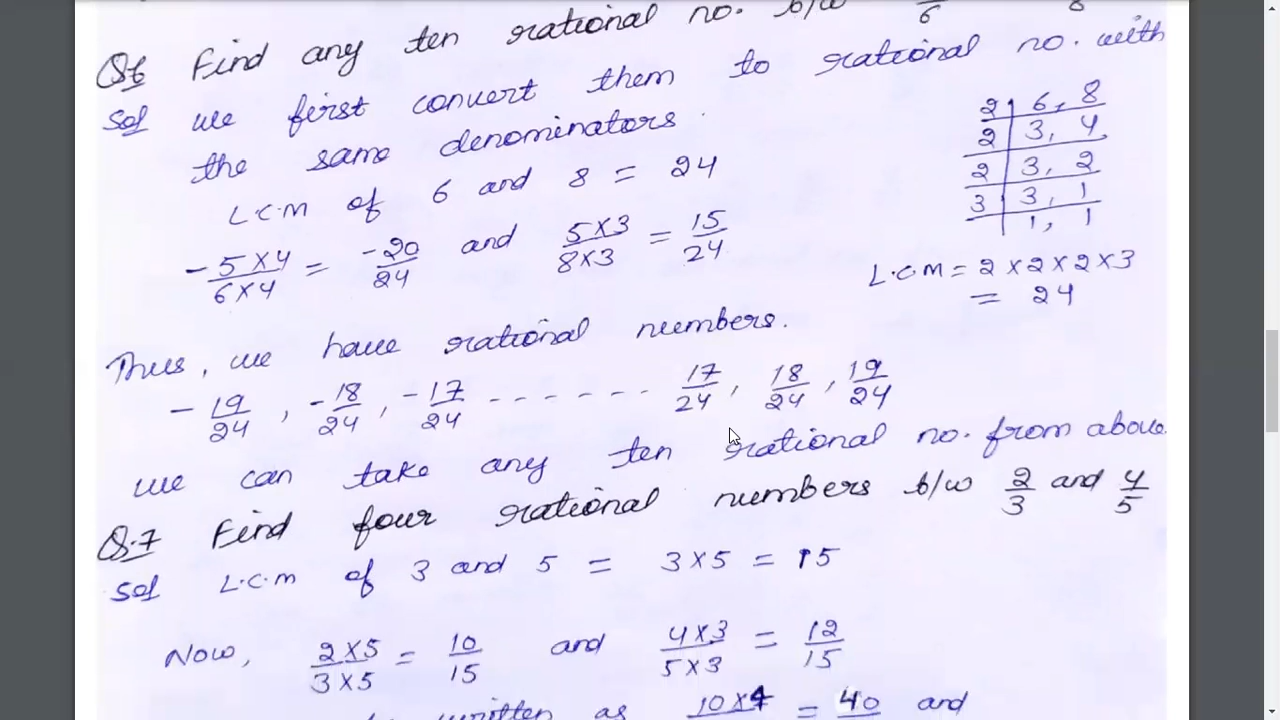 Q6 Find any ten rational no. b/w 6 8
Sol we first convert them to rational no. with
the same denominators.
L.C.M of 6 and 8 = 24
-5×4/6×4 = -20/24 and 5×3/8×3 = 15/24
2 | 6, 8
2 | 3, 4
2 | 3, 2
3 | 3, 1
1, 1
L.C.M = 2×2×2×3
= 24
Thus, we have rational numbers.
-19/24, -18/24, -17/24 ------- 17/24, 18/24, 19/24
we can take any ten rational no. from above
Q.7 Find four rational numbers b/w 2/3 and 4/5
Sol L.C.M of 3 and 5 = 3×5 = 15
Now, 2×5/3×5 = 10/15 and 4×3/5×3 = 12/15
written as 10×4 = 40 and